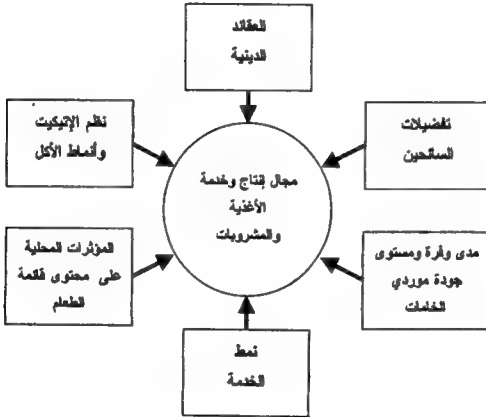 العقائد
الدينية
تفضيلات
السائحين
نظم الإتيكيت
وأنماط الأكل
مجال إنتاج وخدمة
الأغذية
والمشروبات
مدى وفرة ومستوى
جودة موردي
الخامات
المؤثرات المحلية
على محتوى قائمة
الطعام
نمط
الخدمة